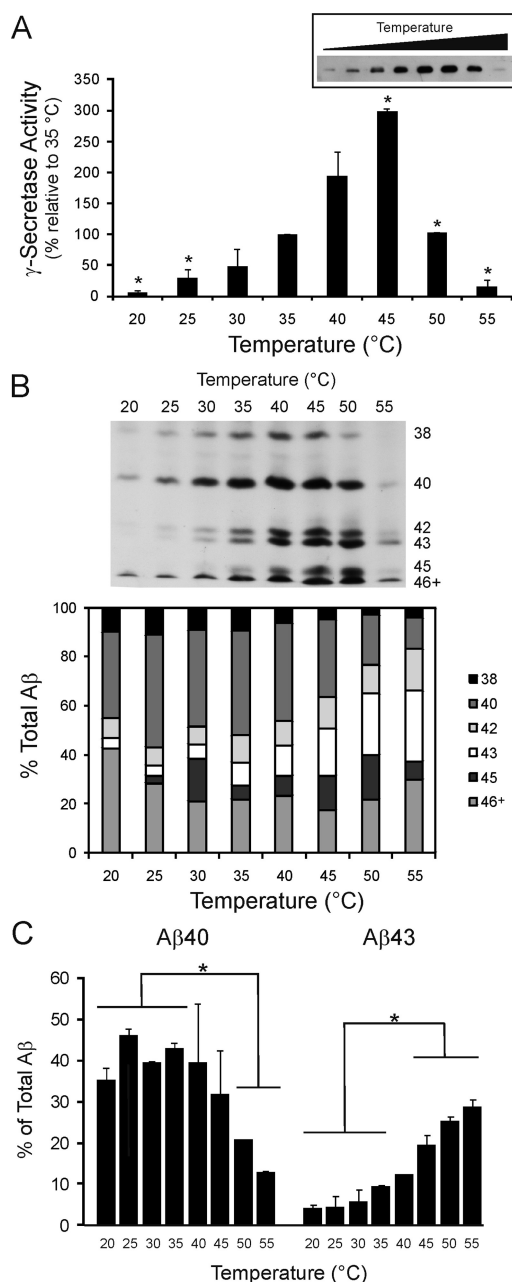 A
Temperature
γ-Secretase Activity
(% relative to 35 °C)
350
300
250
200
150
100
50
0
*
*
*
*
*
20 25 30 35 40 45 50 55
Temperature (°C)
B
Temperature (°C)
20 25 30 35 40 45 50 55
38
40
42
43
45
46+
% Total Aβ
100
80
60
40
20
0
38
40
42
43
45
46+
20 25 30 35 40 45 50 55
Temperature (°C)
C
Aβ40 Aβ43
% of Total Aβ
60
50
40
30
20
10
0
* *
20 25 30 35 40 45 50 55 20 25 30 35 40 45 50 55
Temperature (°C)